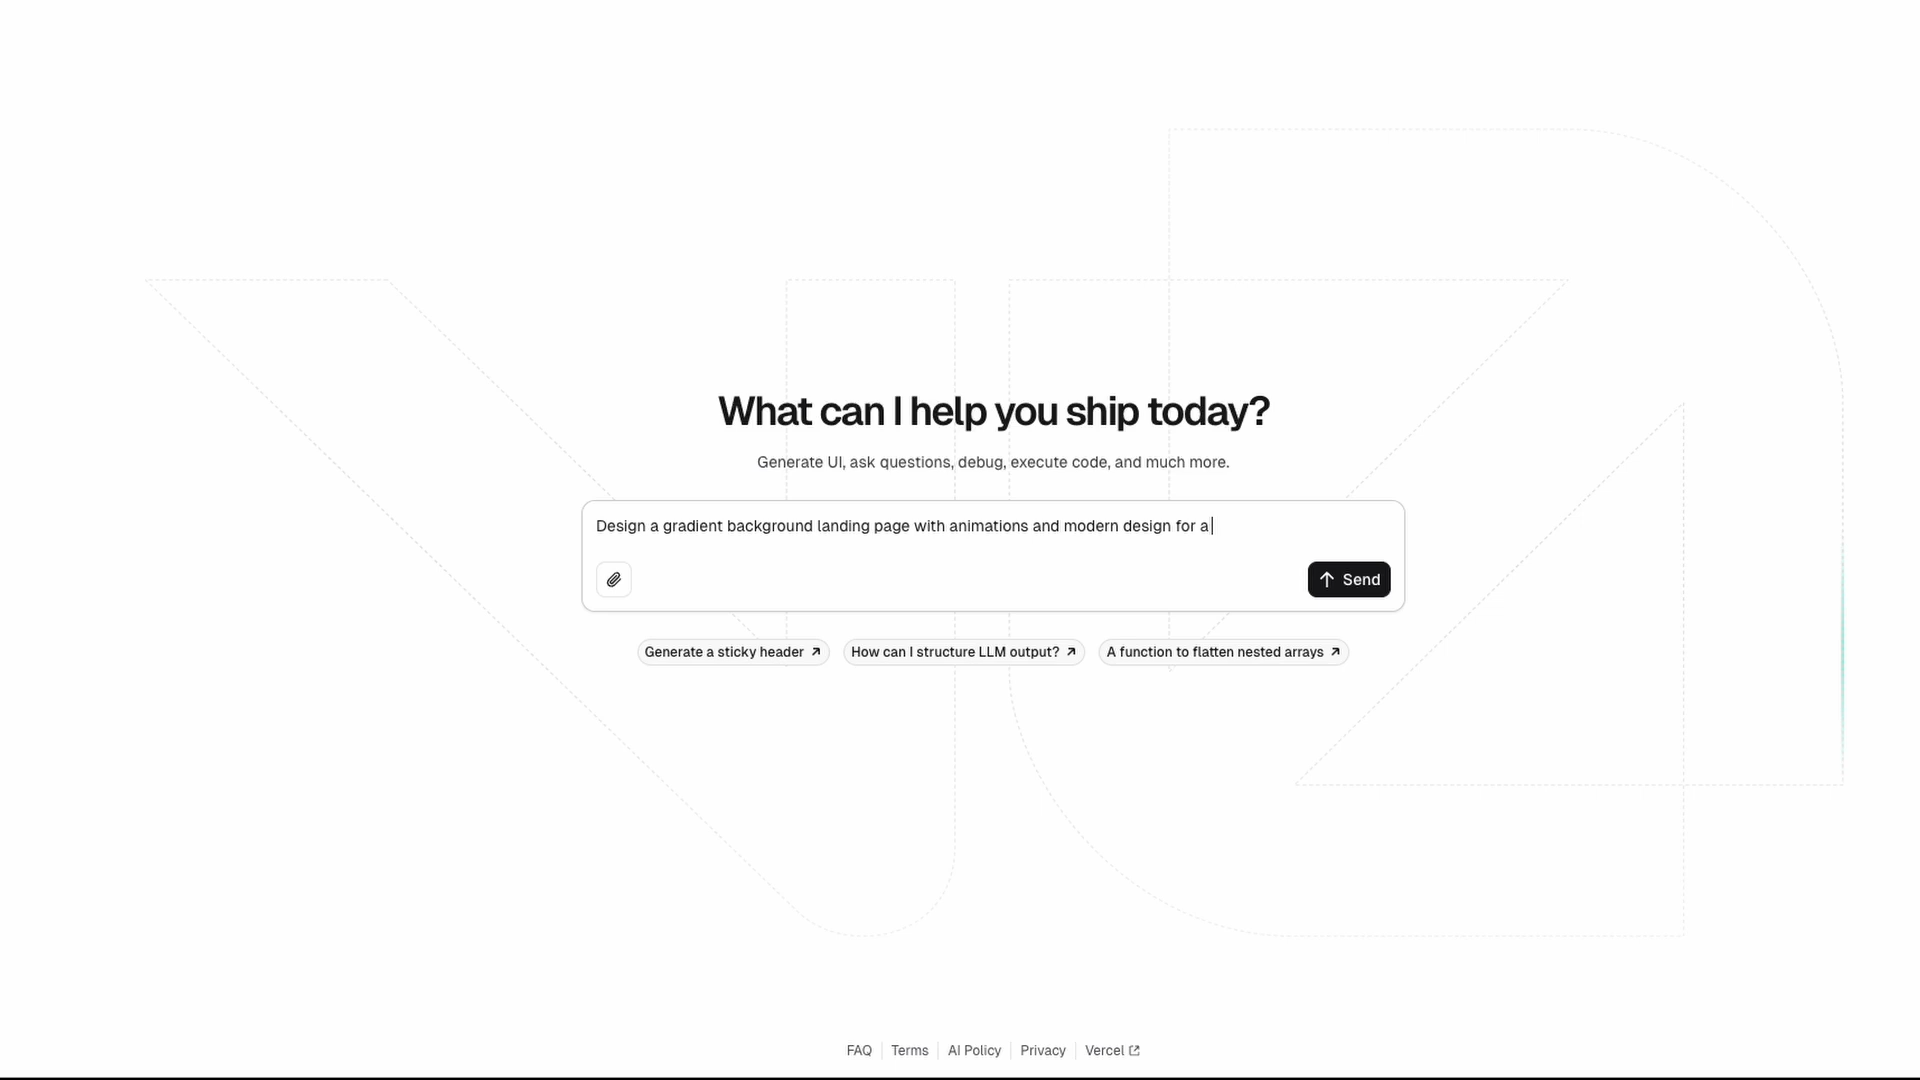 What can I help you ship today?
Generate UI, ask questions, debug, execute code, and much more.
Design a gradient background landing page with animations and modern design for a
Send
Generate a sticky header
How can I structure LLM output?
A function to flatten nested arrays
FAQ
Terms
AI Policy
Privacy
Vercel